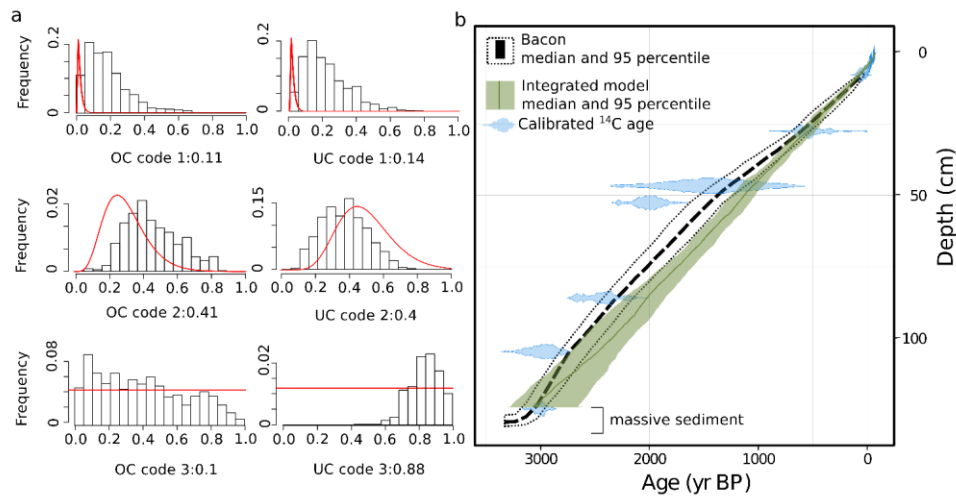 a
Frequency
0.2
0
0.0 0.2 0.4 0.6 0.8 1.0
OC code 1:0.11
0.2
0
0.0 0.2 0.4 0.6 0.8 1.0
UC code 1:0.14
Frequency
0.02
0
0.0 0.2 0.4 0.6 0.8 1.0
OC code 2:0.41
0.15
0
0.0 0.2 0.4 0.6 0.8 1.0
UC code 2:0.4
Frequency
0.08
0
0.0 0.2 0.4 0.6 0.8 1.0
OC code 3:0.1
0.02
0
0.0 0.2 0.4 0.6 0.8 1.0
UC code 3:0.88
b
Bacon
median and 95 percentile
Integrated model
median and 95 percentile
Calibrated ¹⁴C age
massive sediment
0
50
100
Depth (cm)
3000 2000 1000 0
Age (yr BP)